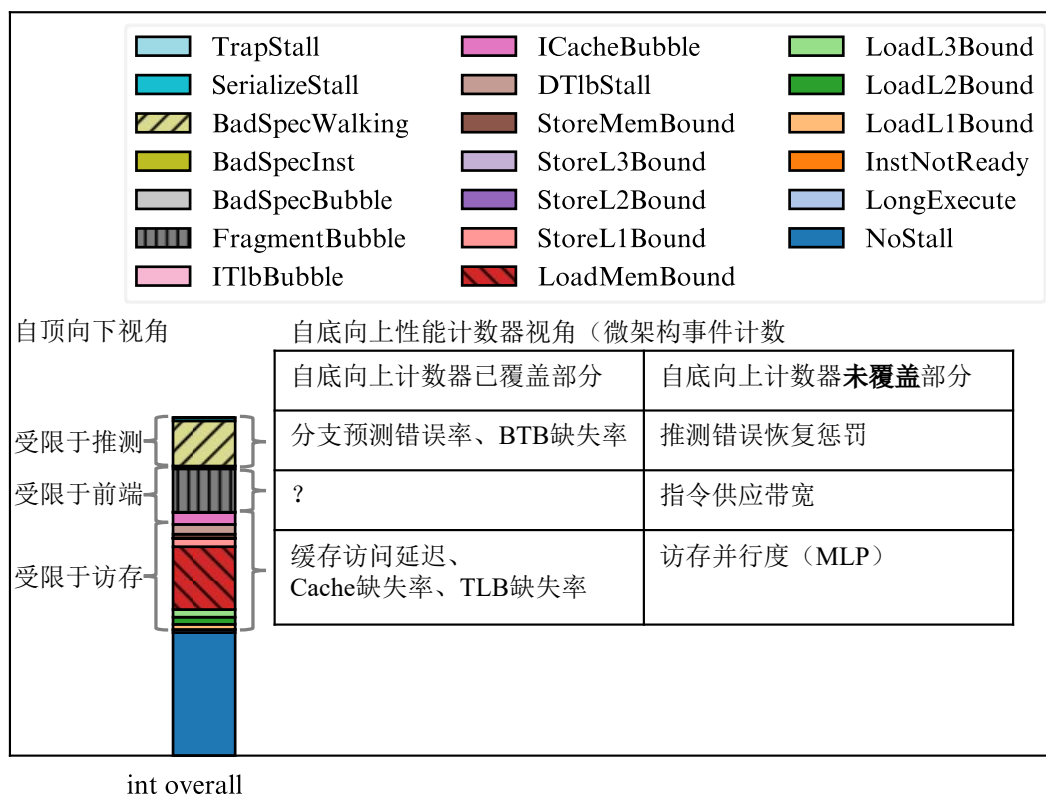 TrapStall
SerializeStall
BadSpecWalking
BadSpecInst
BadSpecBubble
FragmentBubble
ITlbBubble
ICacheBubble
DTlbStall
StoreMemBound
StoreL3Bound
StoreL2Bound
StoreL1Bound
LoadMemBound
LoadL3Bound
LoadL2Bound
LoadL1Bound
InstNotReady
LongExecute
NoStall
自顶向下视角
自底向上性能计数器视角（微架构事件计数
自底向上计数器已覆盖部分
自底向上计数器未覆盖部分
受限于推测
分支预测错误率、BTB缺失率
推测错误恢复惩罚
受限于前端
？
指令供应带宽
受限于访存
缓存访问延迟、
Cache缺失率、TLB缺失率
访存并行度（MLP）
int overall